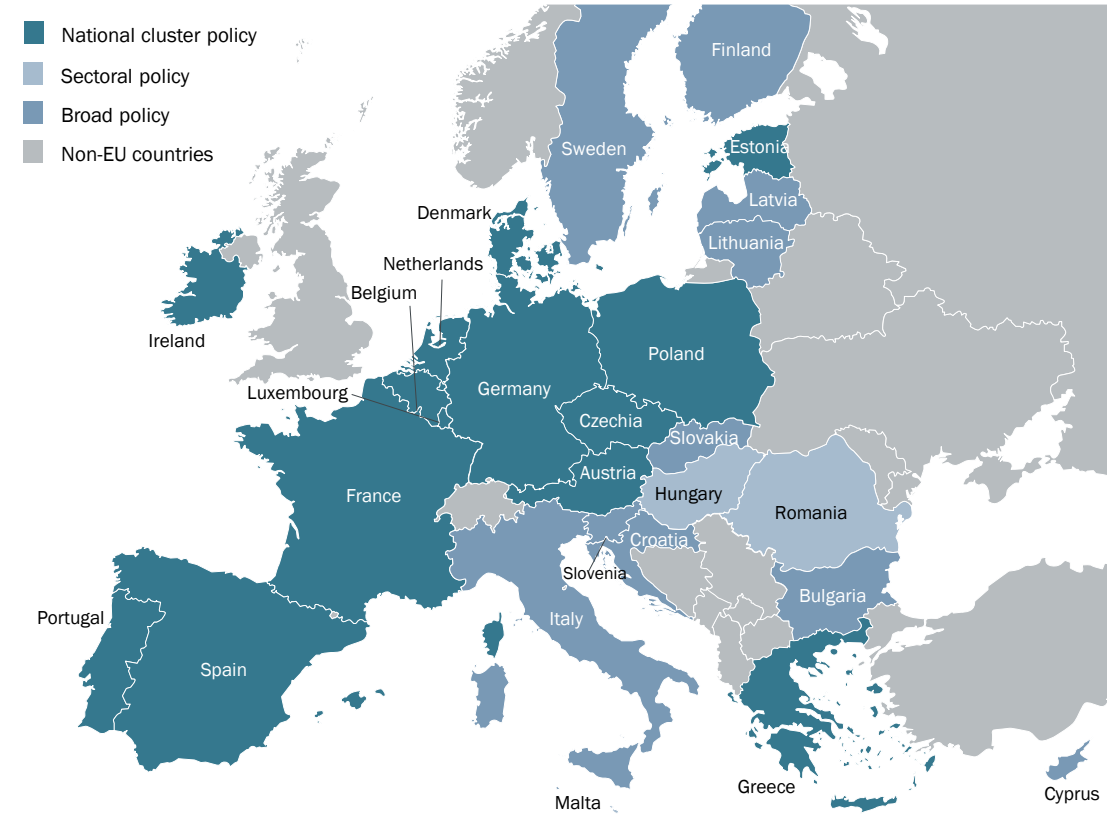 National cluster policy
Sectoral policy
Broad policy
Non-EU countries
Finland
Sweden
Estonia
Latvia
Denmark
Lithuania
Netherlands
Belgium
Ireland
Poland
Germany
Luxembourg
Czechia
Slovakia
Austria
Hungary
France
Romania
Croatia
Slovenia
Bulgaria
Portugal
Italy
Spain
Greece
Cyprus
Malta